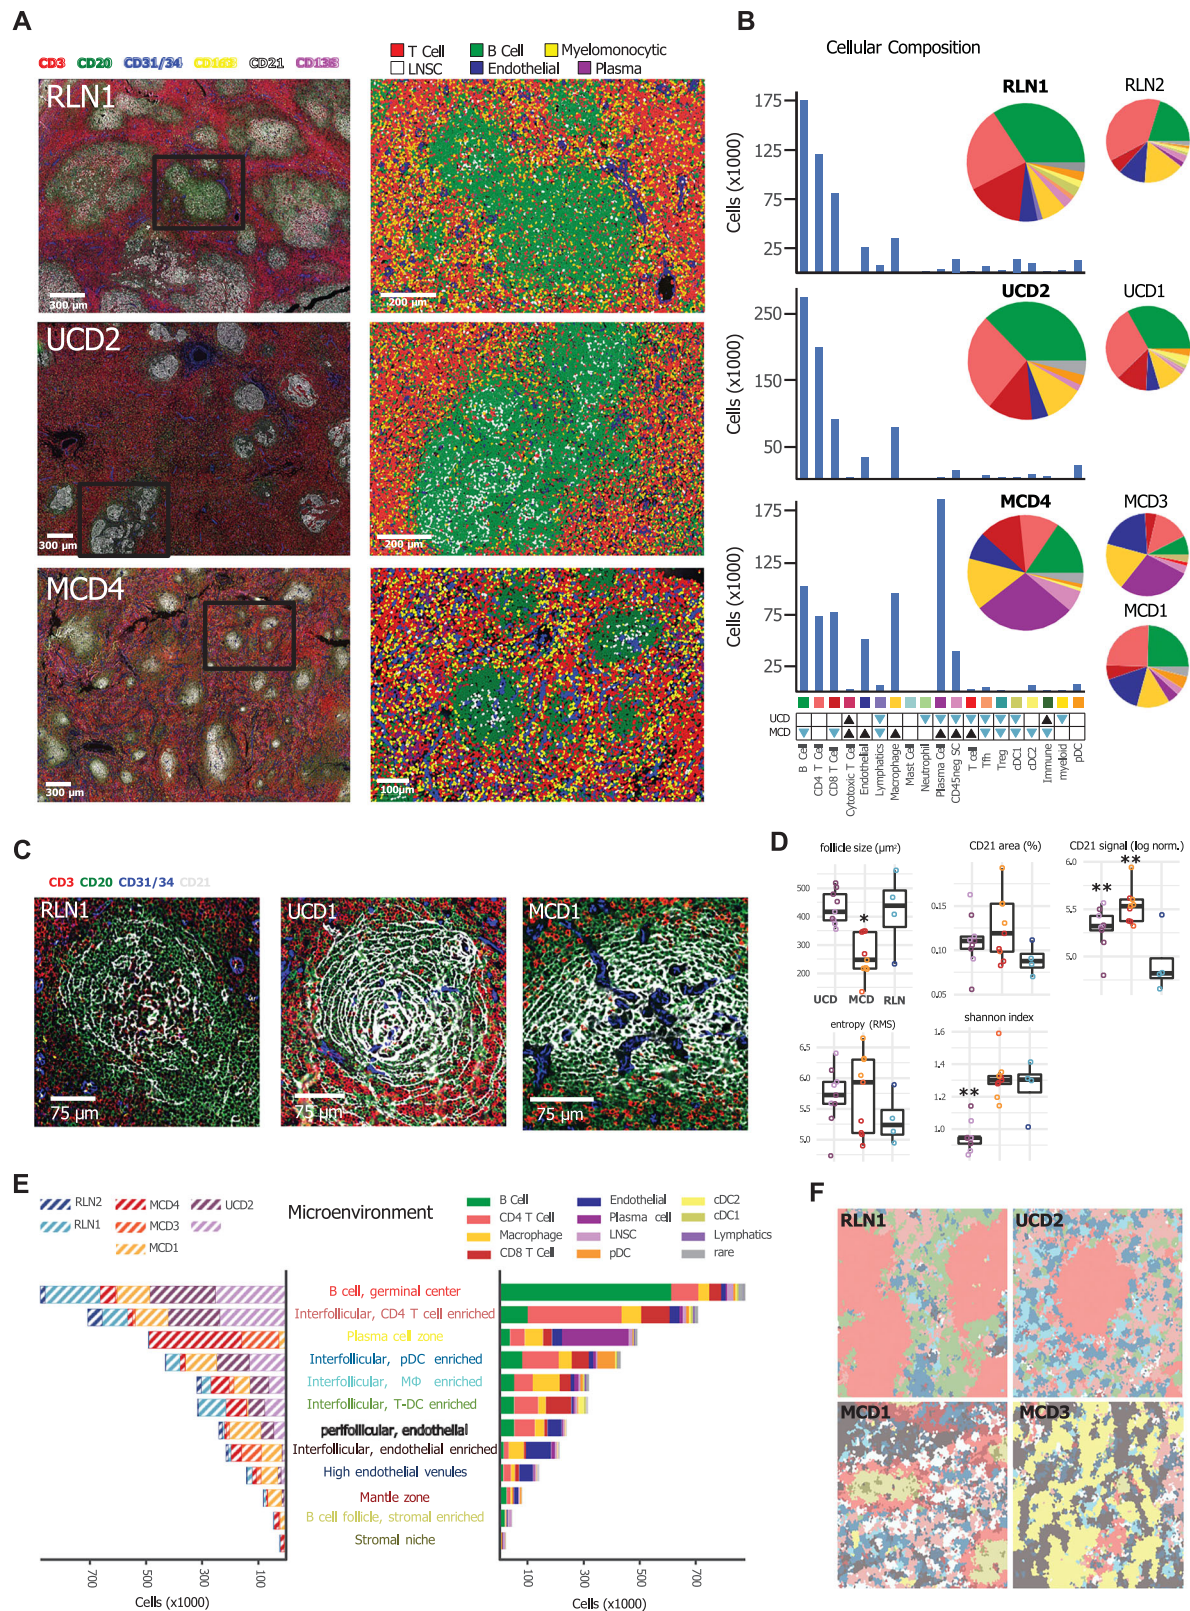 A
CD3 CD20 CD31/34 CD163 CD21 CD138
T Cell B Cell Myelomonocytic
LNSC Endothelial Plasma
RLN1
300 µm
200 µm
UCD2
300 µm
200 µm
MCD4
300 µm
100µm
B
Cellular Composition
Cells (x1000)
175
125
75
25
RLN1
RLN2
Cells (x1000)
250
150
50
UCD2
UCD1
Cells (x1000)
175
125
75
25
MCD4
MCD3
MCD1
UCD
MCD
B Cell
CD4 T Cell
CD8 T Cell
Cytotoxic T Cell
Endothelial
Lymphatics
Macrophage
Mast Cell
Neutrophil
Plasma Cell
CD45neg SC
T cell
Tfh
Treg
cDC1
cDC2
Immune
myeloid
pDC
C
CD3 CD20 CD31/34 CD21
RLN1
75 µm
UCD1
75 µm
MCD1
75 µm
D
follicle size (µm²)
500
400
300
200
*
UCD MCD RLN
CD21 area (%)
0.15
0.10
0.05
CD21 signal (log norm.)
6.0
5.5
5.0
**
**
entropy (RMS)
6.5
6.0
5.5
5.0
shannon index
1.6
1.4
1.2
1.0
**
E
RLN2 MCD4 UCD2
RLN1 MCD3
MCD1
Microenvironment
B Cell Endothelial cDC2
CD4 T Cell Plasma cell cDC1
Macrophage LNSC Lymphatics
CD8 T Cell pDC rare
B cell, germinal center
Interfollicular, CD4 T cell enriched
Plasma cell zone
Interfollicular, pDC enriched
Interfollicular, MΦ enriched
Interfollicular, T-DC enriched
perifollicular, endothelial
Interfollicular, endothelial enriched
High endothelial venules
Mantle zone
B cell follicle, stromal enriched
Stromal niche
700 500 300 100
Cells (x1000)
100 300 500 700
Cells (x1000)
F
RLN1
UCD2
MCD1
MCD3